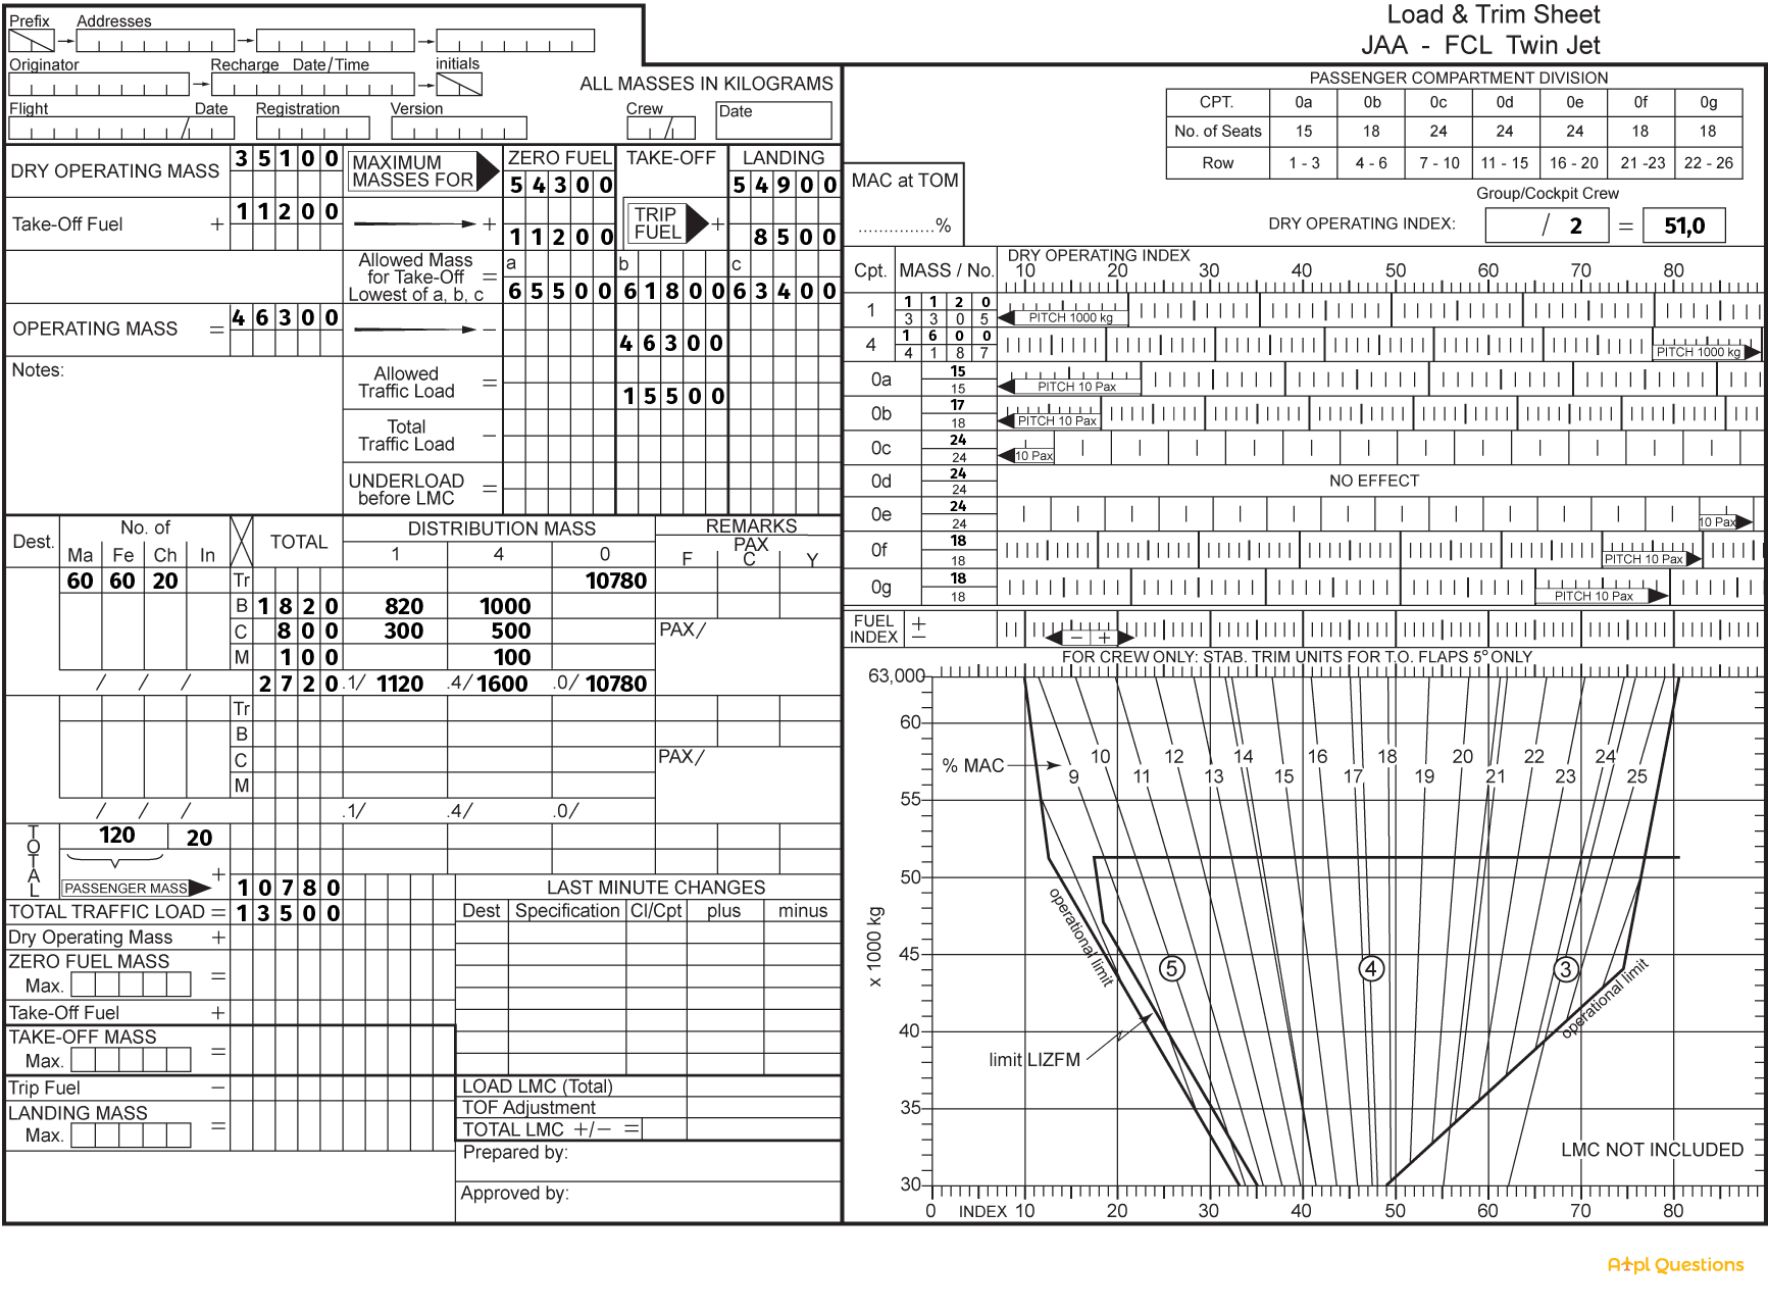 Load & Trim Sheet
JAA - FCL Twin Jet
Prefix Addresses
Originator Recharge Date/Time initials
ALL MASSES IN KILOGRAMS
Flight Date Registration Version Crew Date
DRY OPERATING MASS 35100 MAXIMUM MASSES FOR ZERO FUEL TAKE-OFF LANDING
54300 54900
Take-Off Fuel + 11200 + 11200 TRIP FUEL + 8500
Allowed Mass for Take-Off Lowest of a, b, c = a b c
65500 61800 63400
OPERATING MASS = 46300 - 46300
Notes:
Allowed Traffic Load = 15500
Total Traffic Load -
UNDERLOAD before LMC =
Dest. No. of TOTAL DISTRIBUTION MASS REMARKS
Ma Fe Ch In 1 4 0 PAX F C Y
60 60 20 Tr 10780
B 1820 820 1000
C 800 300 500 PAX/
M 100 100
/ / / 2720 .1/ 1120 .4/ 1600 .0/ 10780
Tr
B
C PAX/
M
/ / / .1/ .4/ .0/
TOTAL 120 20
PASSENGER MASS + 10780
LAST MINUTE CHANGES
TOTAL TRAFFIC LOAD = 13500
Dest Specification Cl/Cpt plus minus
Dry Operating Mass +
ZERO FUEL MASS
Max. =
Take-Off Fuel +
TAKE-OFF MASS
Max. =
Trip Fuel -
LANDING MASS
Max. =
LOAD LMC (Total)
TOF Adjustment
TOTAL LMC +/- =
Prepared by:
Approved by:
PASSENGER COMPARTMENT DIVISION
CPT. 0a 0b 0c 0d 0e 0f 0g
No. of Seats 15 18 24 24 24 18 18
Row 1 - 3 4 - 6 7 - 10 11 - 15 16 - 20 21 -23 22 - 26
MAC at TOM
...............%
Group/Cockpit Crew
DRY OPERATING INDEX: / 2 = 51,0
Cpt. MASS / No. DRY OPERATING INDEX
10 20 30 40 50 60 70 80
1 1120 3305 PITCH 1000 kg
4 1600 4187 PITCH 1000 kg
0a 15 15 PITCH 10 Pax
0b 17 18 PITCH 10 Pax
0c 24 24 10 Pax
0d 24 24 NO EFFECT
0e 24 24 10 Pax
0f 18 18 PITCH 10 Pax
0g 18 18 PITCH 10 Pax
FUEL INDEX + - - +
FOR CREW ONLY: STAB. TRIM UNITS FOR T.O. FLAPS 5° ONLY
63,000
60
% MAC
10 12 14 16 18 20 22 24
9 11 13 15 17 19 21 23 25
55
50
operational limit
x 1000 kg
45
5 4 3
operational limit
40
limit LIZFM
35
LMC NOT INCLUDED
30
0 INDEX 10 20 30 40 50 60 70 80
Atpl Questions